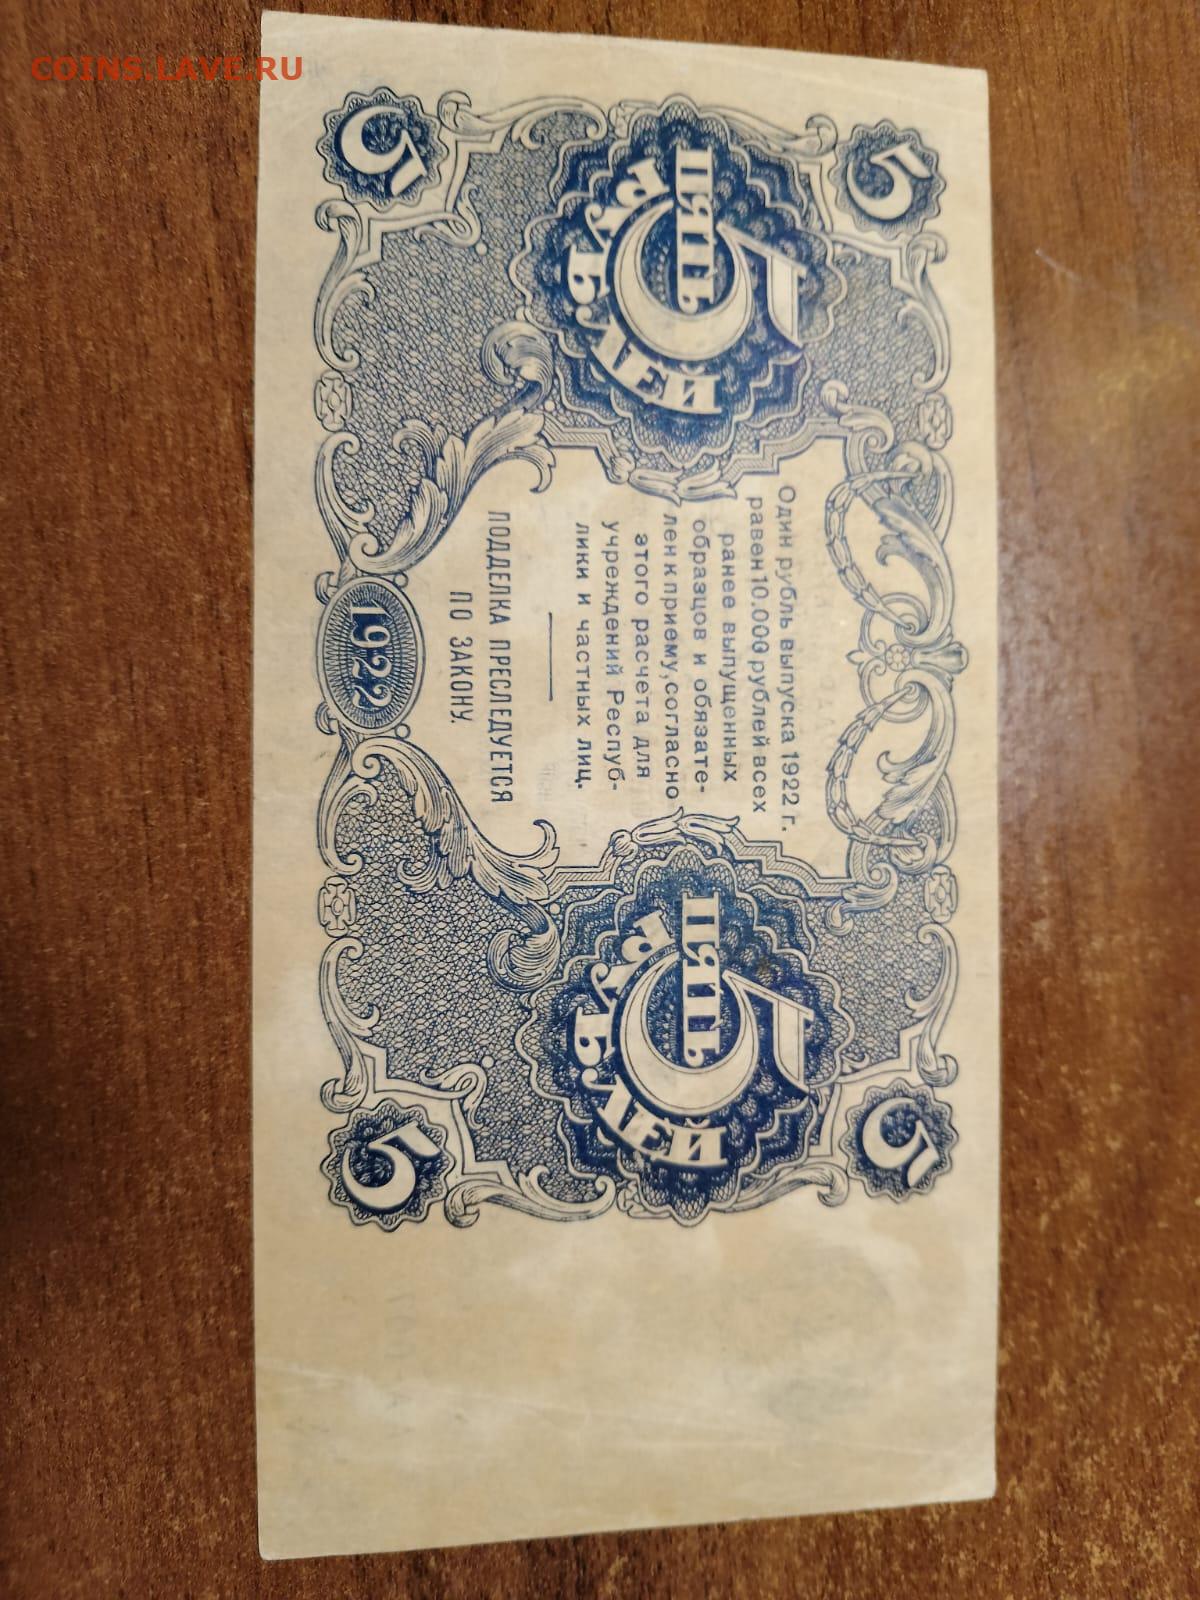 COINS.LAVE.RU
5
5
ПЯТЬ
5
РУБЛЕЙ
Один рубль выпуска 1922 г.
равен 10.000 рублей всех
ранее выпущенных
образцов и обязате-
лен к приему, согласно
этого расчета для
учреждений Респуб-
лики и частных лиц.
ПОДДЕЛКА ПРЕСЛЕДУЕТСЯ
ПО ЗАКОНУ.
1922
ПЯТЬ
5
РУБЛЕЙ
5
5